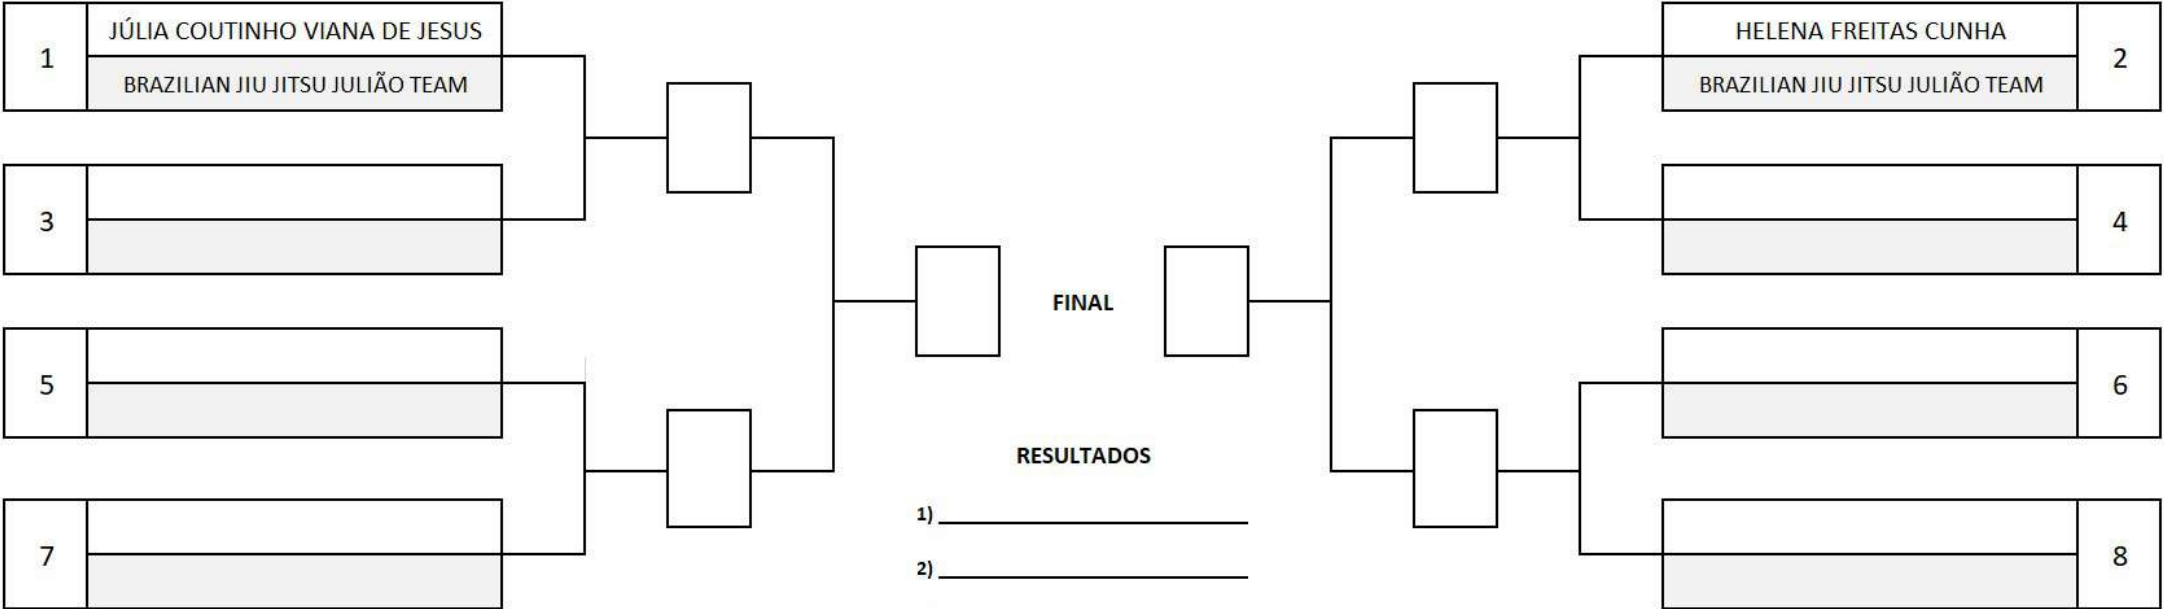 1
JÚLIA COUTINHO VIANA DE JESUS
BRAZILIAN JIU JITSU JULIÃO TEAM
HELENA FREITAS CUNHA
BRAZILIAN JIU JITSU JULIÃO TEAM
2
3
4
FINAL
5
6
RESULTADOS
1)
2)
7
8